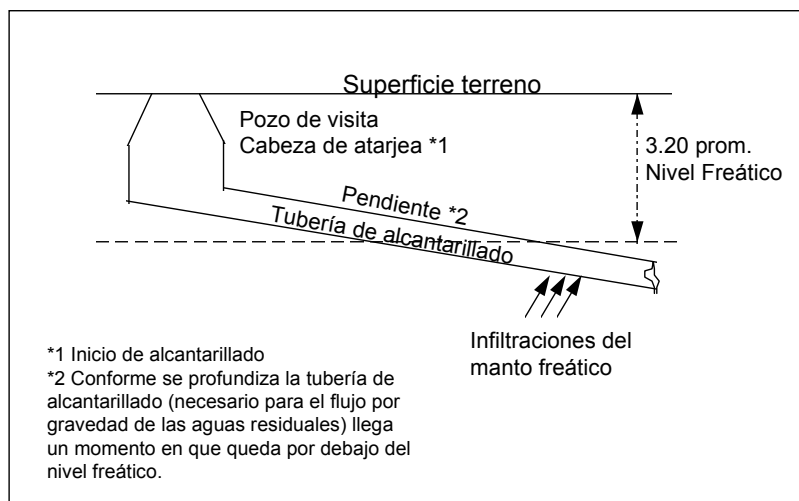 Superficie terreno
Pozo de visita
Cabeza de atarjea *1
3.20 prom.
Nivel Freático
Pendiente *2
Tubería de alcantarillado
Infiltraciones del
manto freático
*1 Inicio de alcantarillado
*2 Conforme se profundiza la tubería de
alcantarillado (necesario para el flujo por
gravedad de las aguas residuales) llega
un momento en que queda por debajo del
nivel freático.